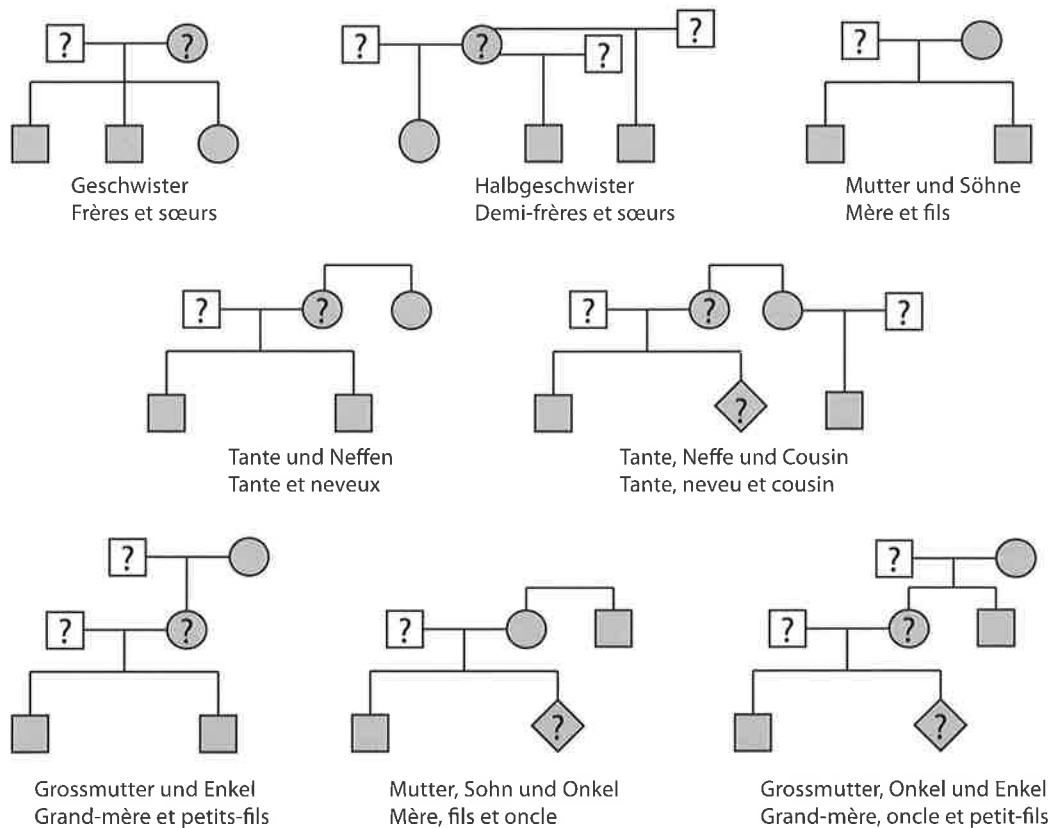 ? ? ? ? ? ?
?
Geschwister
Frères et sœurs
Halbgeschwister
Demi-frères et sœurs
Mutter und Söhne
Mère et fils
? ? ? ? ?
?
Tante und Neffen
Tante et neveux
Tante, Neffe und Cousin
Tante, neveu et cousin
? ?
? ? ? ? ?
? ?
Grossmutter und Enkel
Grand-mère et petits-fils
Mutter, Sohn und Onkel
Mère, fils et oncle
Grossmutter, Onkel und Enkel
Grand-mère, oncle et petit-fils